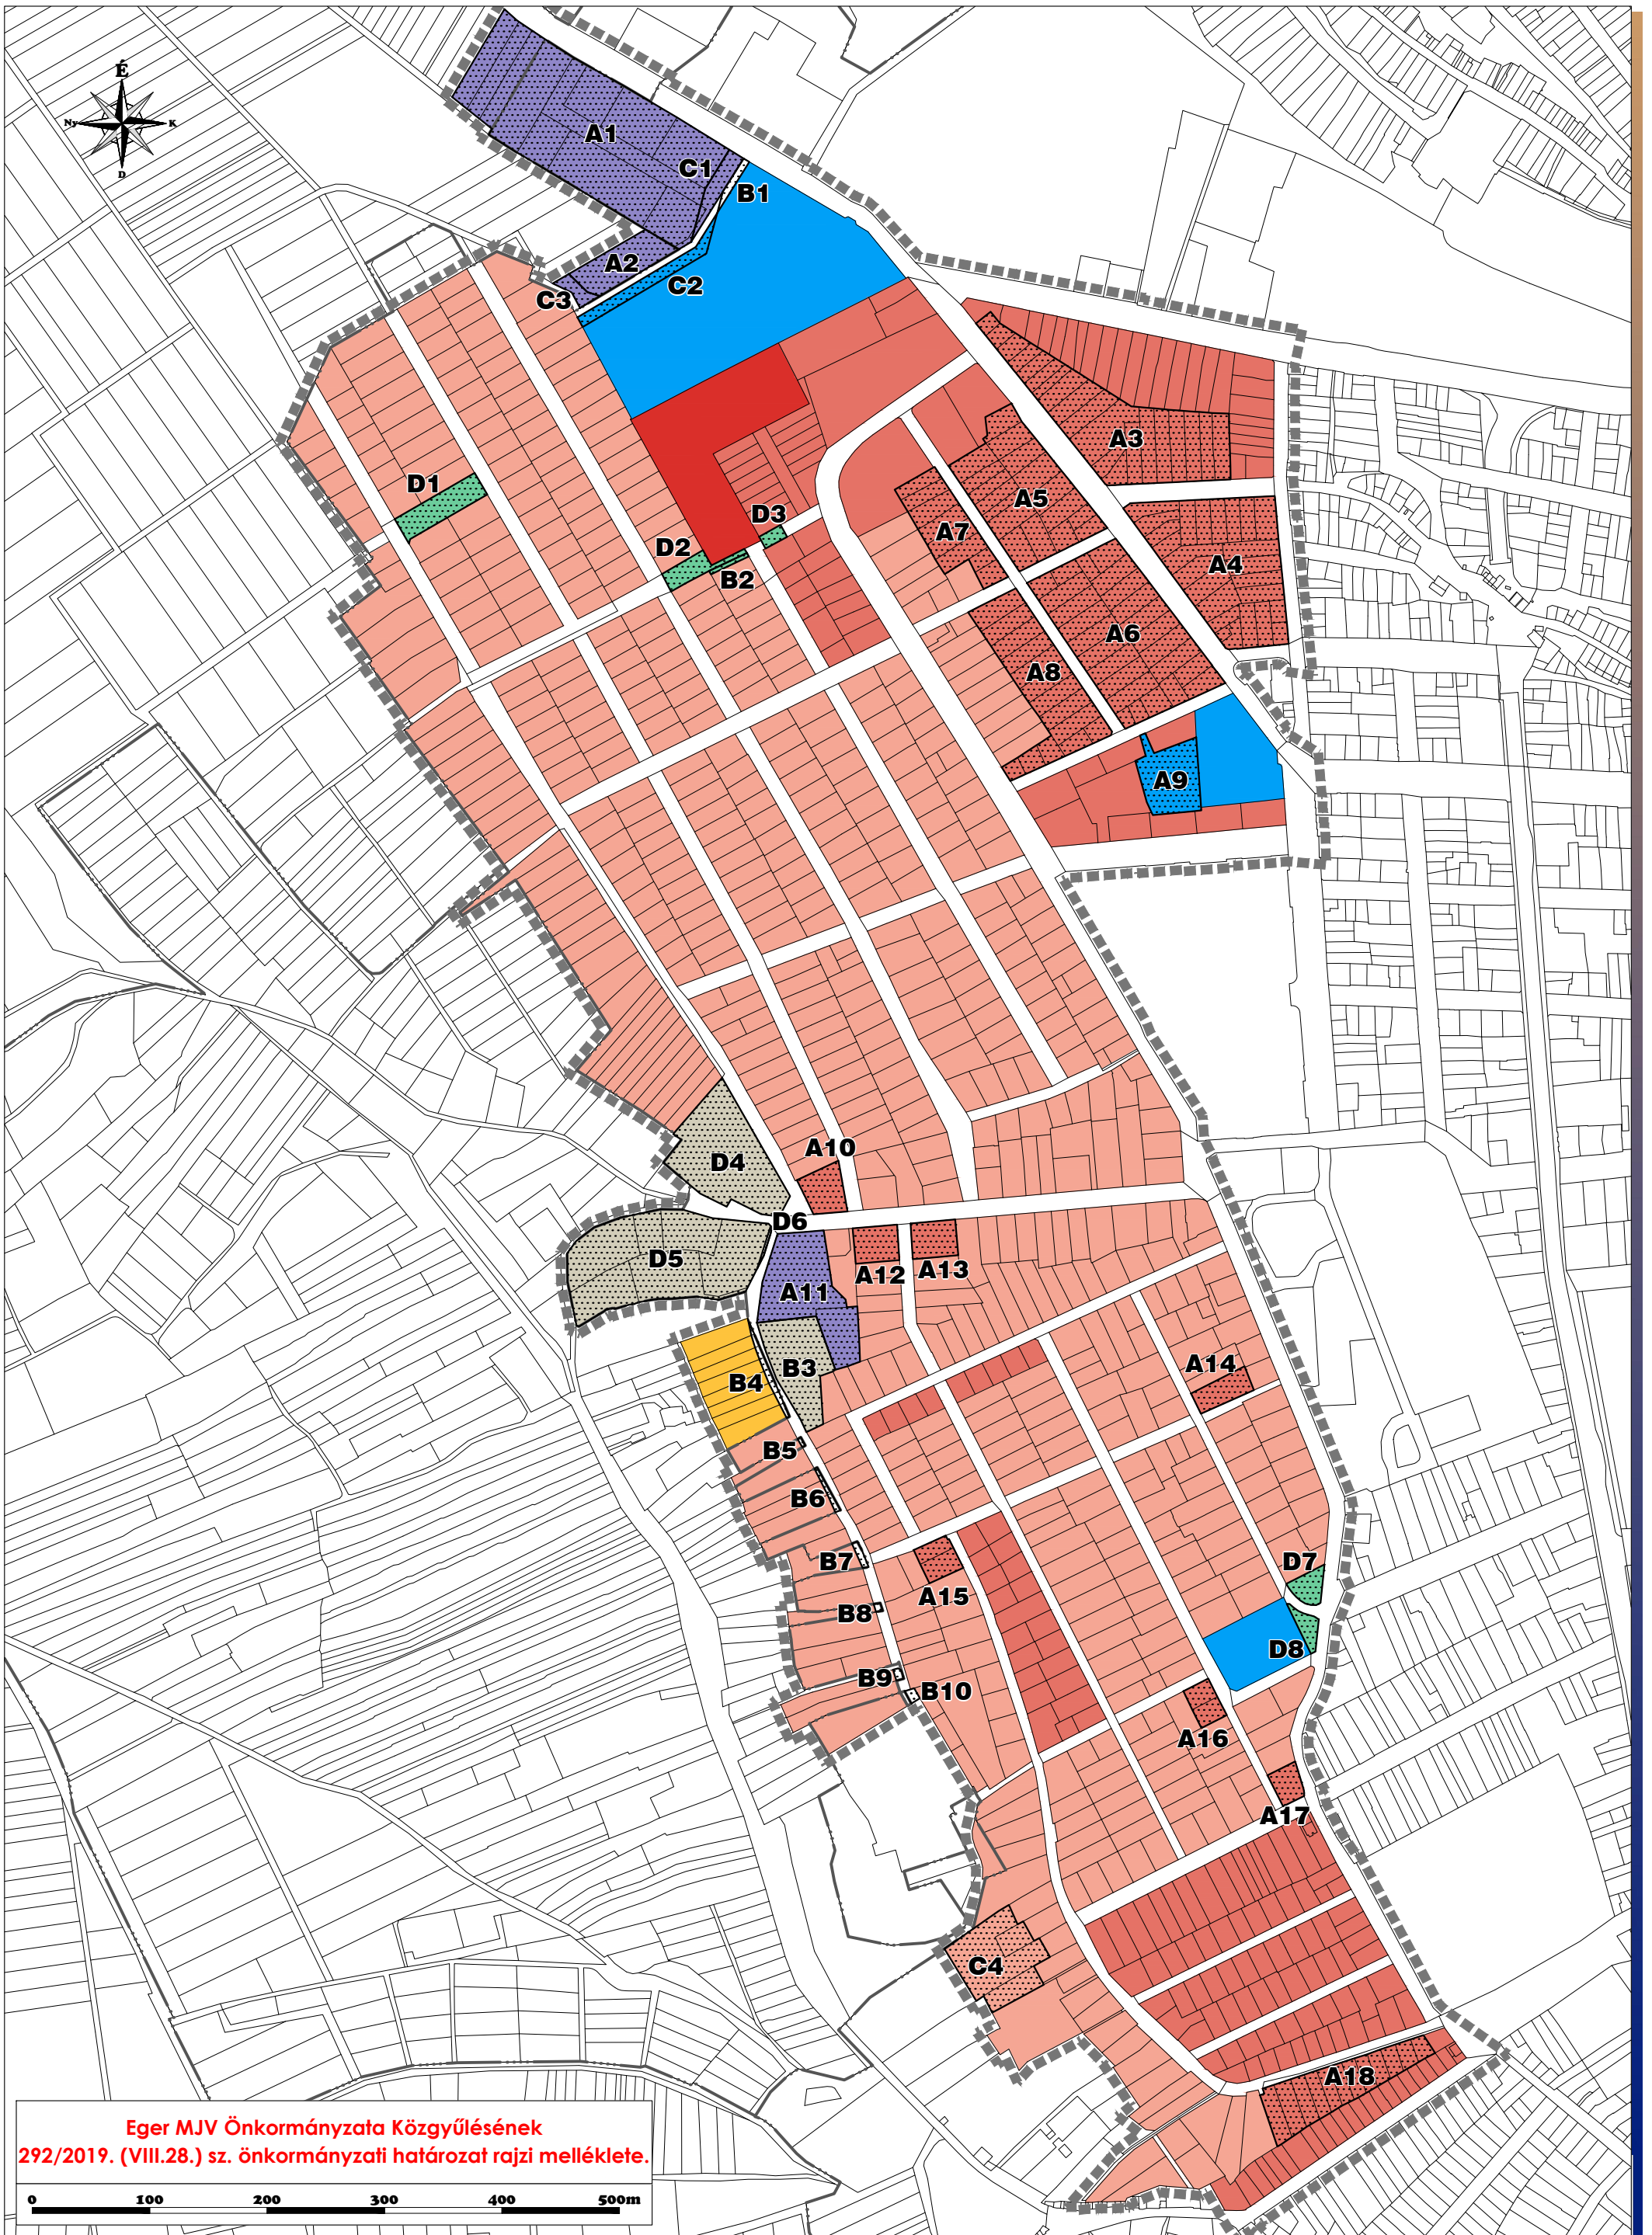 É
Ny
K
D
A1
C1
B1
A2
C2
C3
A3
D1
A5
D3
A7
D2
A4
B2
A6
A8
A9
A10
D4
D6
D5
A12
A13
A11
A14
B3
B4
B5
B6
B7
D7
A15
B8
D8
B9
B10
A16
A17
C4
A18
Eger MJV Önkormányzata Közgyűlésének
292/2019. (VIII.28.) sz. önkormányzati határozat rajzi melléklete.
0 100 200 300 400 500m